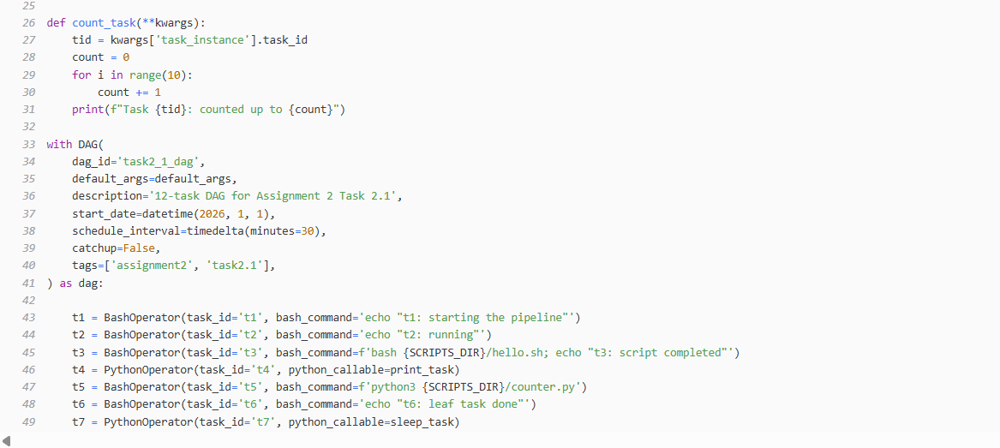 25
26 def count_task(**kwargs):
27     tid = kwargs['task_instance'].task_id
28     count = 0
29     for i in range(10):
30         count += 1
31     print(f"Task {tid}: counted up to {count}")
32
33 with DAG(
34     dag_id='task2_1_dag',
35     default_args=default_args,
36     description='12-task DAG for Assignment 2 Task 2.1',
37     start_date=datetime(2026, 1, 1),
38     schedule_interval=timedelta(minutes=30),
39     catchup=False,
40     tags=['assignment2', 'task2.1'],
41 ) as dag:
42
43     t1 = BashOperator(task_id='t1', bash_command='echo "t1: starting the pipeline"')
44     t2 = BashOperator(task_id='t2', bash_command='echo "t2: running"')
45     t3 = BashOperator(task_id='t3', bash_command=f'bash {SCRIPTS_DIR}/hello.sh; echo "t3: script completed"')
46     t4 = PythonOperator(task_id='t4', python_callable=print_task)
47     t5 = BashOperator(task_id='t5', bash_command=f'python3 {SCRIPTS_DIR}/counter.py')
48     t6 = BashOperator(task_id='t6', bash_command='echo "t6: leaf task done"')
49     t7 = PythonOperator(task_id='t7', python_callable=sleep_task)